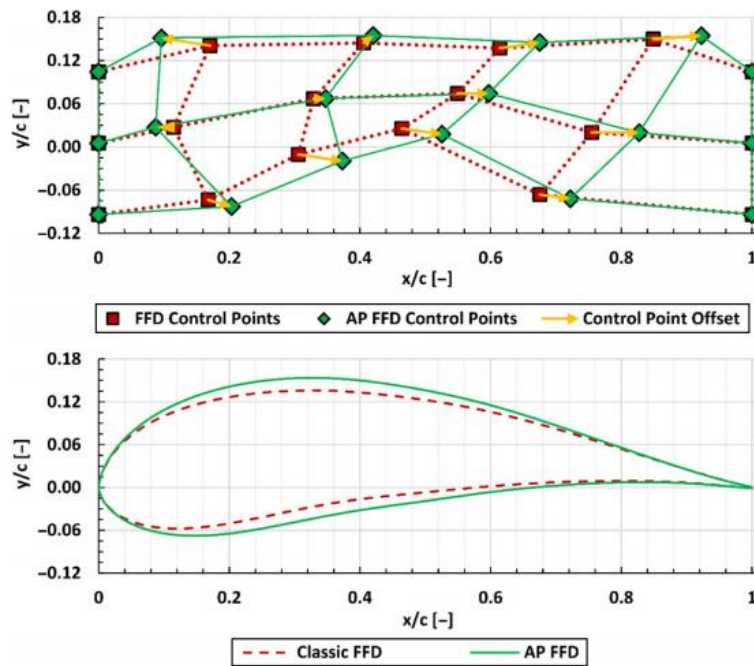 0.18
0.12
0.06
0.00
−0.06
−0.12
y/c [−]
0 0.2 0.4 0.6 0.8 1
x/c [−]
FFD Control Points AP FFD Control Points Control Point Offset
0.18
0.12
0.06
0.00
−0.06
−0.12
y/c [−]
0 0.2 0.4 0.6 0.8 1
x/c [−]
Classic FFD AP FFD